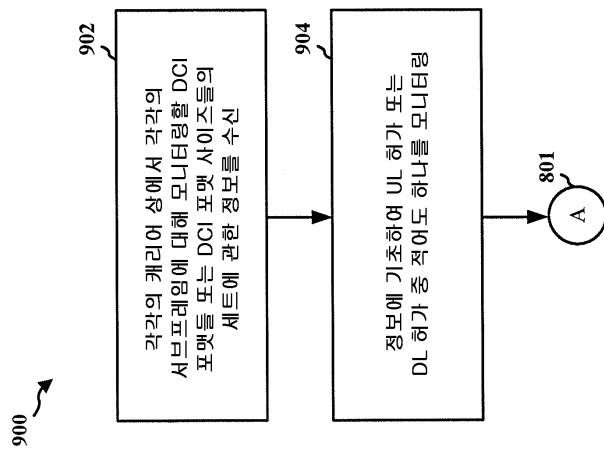 900
902
각각의 캐리어 상에서 각각의
서브프레임에 대해 모니터링할 DCI
포맷들 또는 DCI 포맷 사이즈들의
세트에 관한 정보를 수신
904
정보에 기초하여 UL 허가 또는
DL 허가 중 적어도 하나를 모니터링
801
A